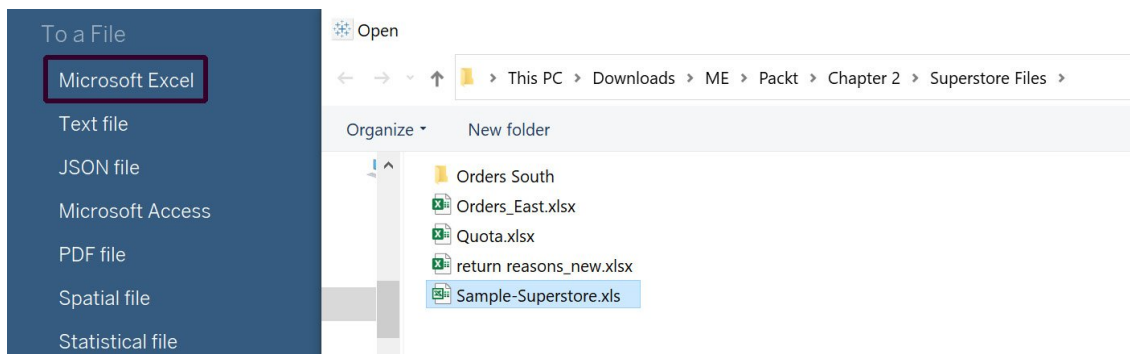 To a File
Microsoft Excel
Text file
JSON file
Microsoft Access
PDF file
Spatial file
Statistical file
Open
This PC > Downloads > ME > Packt > Chapter 2 > Superstore Files >
Organize
New folder
Orders South
Orders_East.xlsx
Quota.xlsx
return reasons_new.xlsx
Sample-Superstore.xls